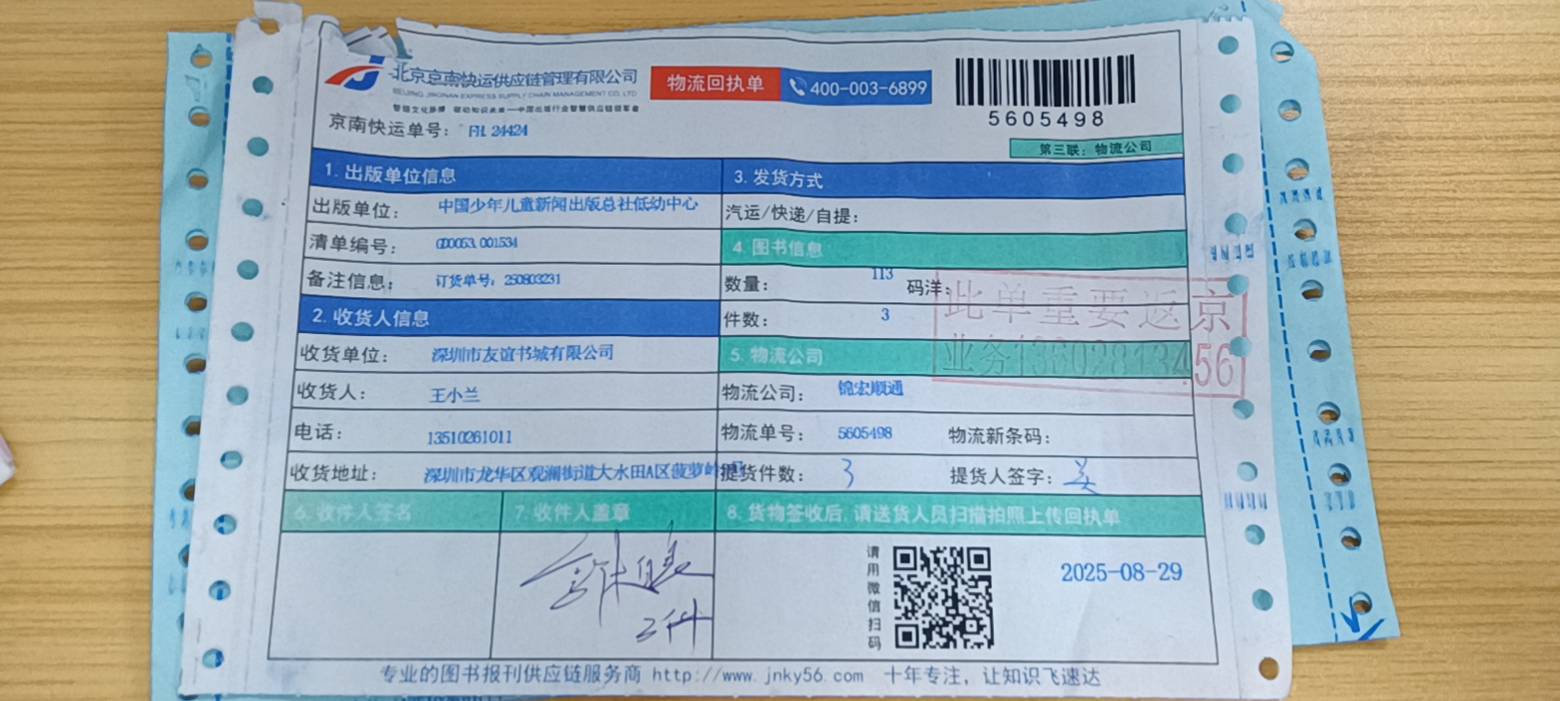 北京京南快运供应链管理有限公司
BEIJING JINGNAN EXPRESS SUPPLY CHAIN MANAGEMENT CO., LTD
物流回执单
400-003-6899
5605498
京南快运单号:
24424
第三联:物流公司
1. 出版单位信息
出版单位: 中国少年儿童新闻出版总社低幼中心
清单编号: GD0053.001534
备注信息: 订货单号:250803231
2. 收货人信息
收货单位: 深圳市友谊书城有限公司
收货人: 王小兰
电话: 13510261011
收货地址: 深圳市龙华区观澜街道大水田A区菠萝岭
3. 发货方式
汽运/快递/自提:
4. 图书信息
数量: 113 码洋:
件数: 3
此单重要返京
5. 物流公司
物流公司: 锦宏顺通
物流单号: 5605498 物流新条码:
提货件数: 3 提货人签字:
6. 收件人签名
7. 收件人盖章
2件
8. 货物签收后,请送货人员扫描拍照上传回执单
请用微信扫码
2025-08-29
专业的图书报刊供应链服务商 http://www.jnky56.com 十年专注,让知识飞速达